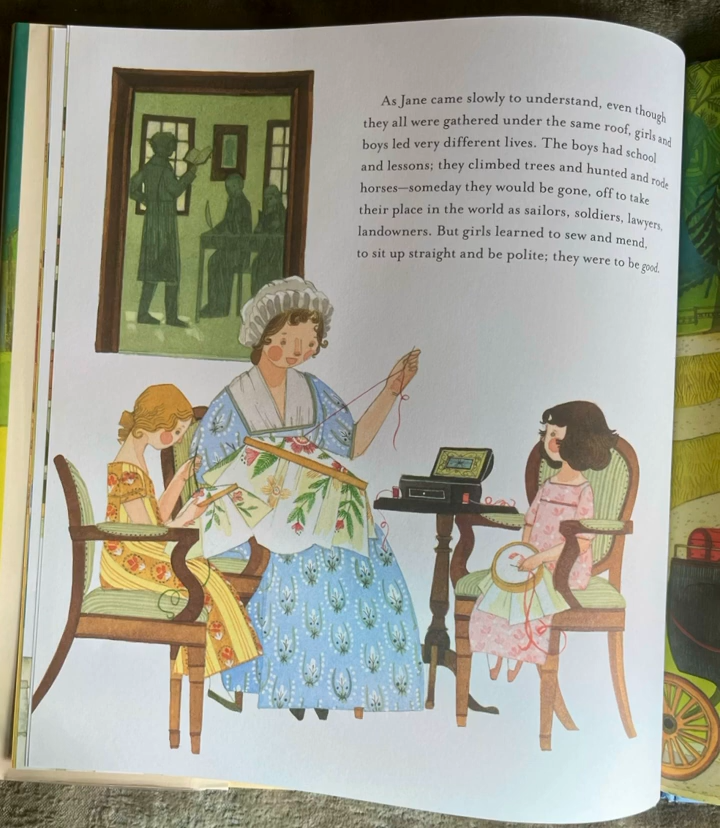 As Jane came slowly to understand, even though
they all were gathered under the same roof, girls and
boys led very different lives. The boys had school
and lessons; they climbed trees and hunted and rode
horses—someday they would be gone, off to take
their place in the world as sailors, soldiers, lawyers,
landowners. But girls learned to sew and mend,
to sit up straight and be polite; they were to be good.